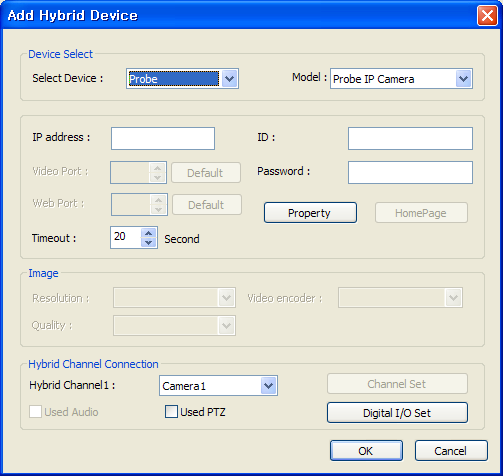 Add Hybrid Device
Device Select
Select Device : Probe Model : Probe IP Camera
IP address : ID :
Video Port : Default Password :
Web Port : Default Property HomePage
Timeout : 20 Second
Image
Resolution : Video encoder :
Quality :
Hybrid Channel Connection
Hybrid Channel1 : Camera1 Channel Set
Used Audio Used PTZ Digital I/O Set
OK Cancel